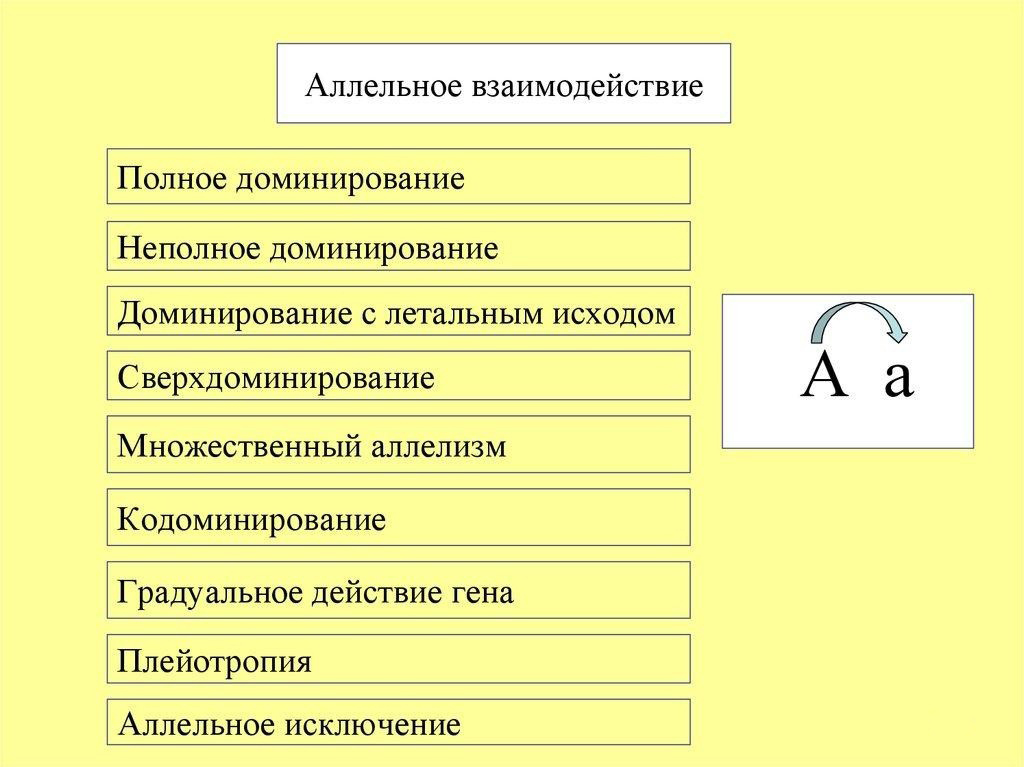 Аллельное взаимодействие
Полное доминирование
Неполное доминирование
Доминирование с летальным исходом
Сверхдоминирование
Множественный аллелизм
Кодоминирование
Градуальное действие гена
Плейотропия
Аллельное исключение
А а